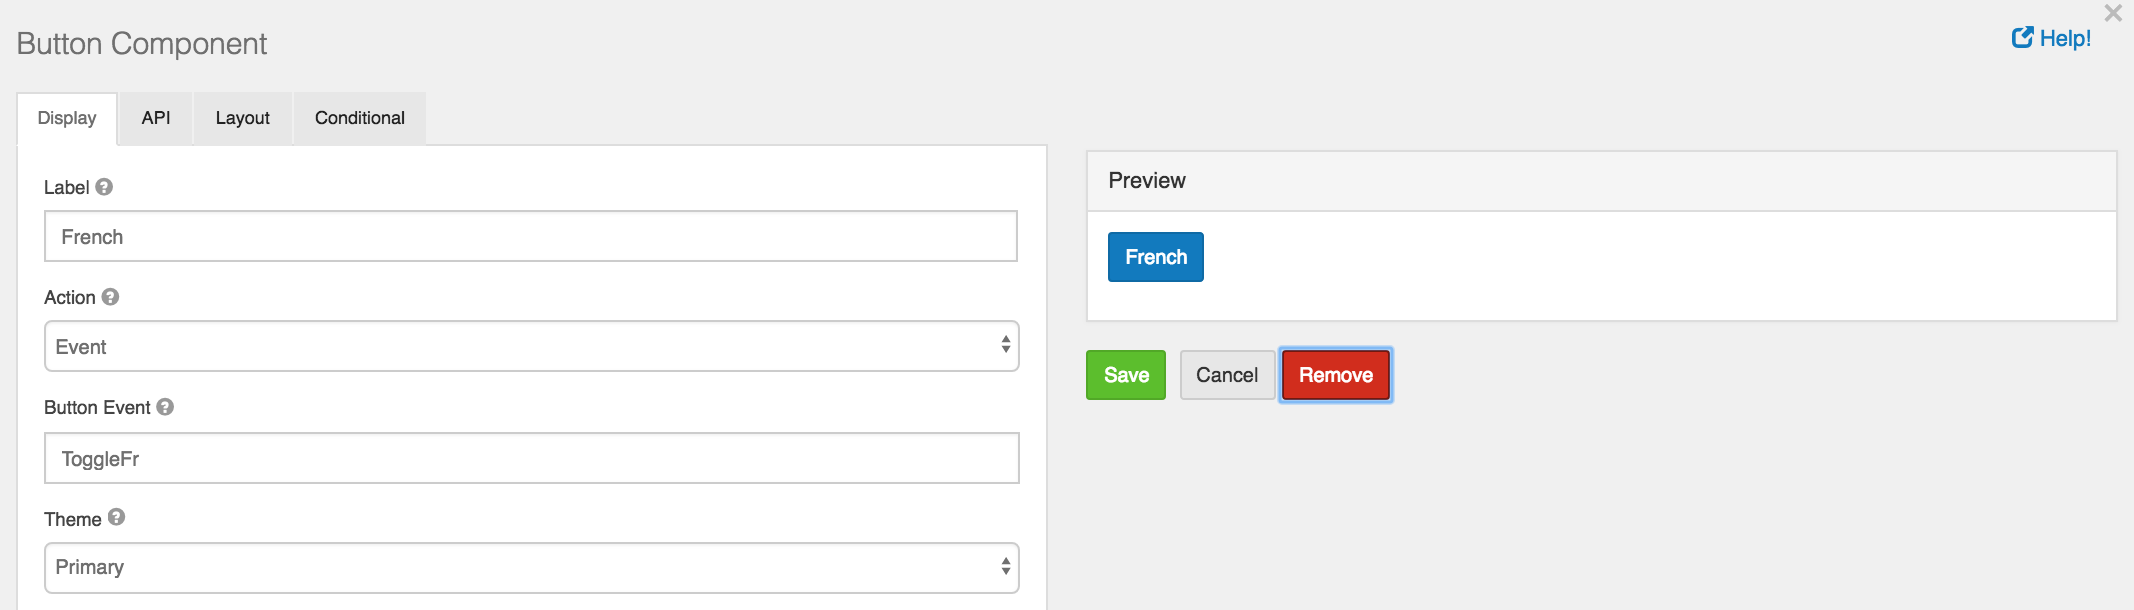 Button Component
Help!
Display API Layout Conditional
Label
French
Action
Event
Button Event
ToggleFr
Theme
Primary
Preview
French
Save Cancel Remove